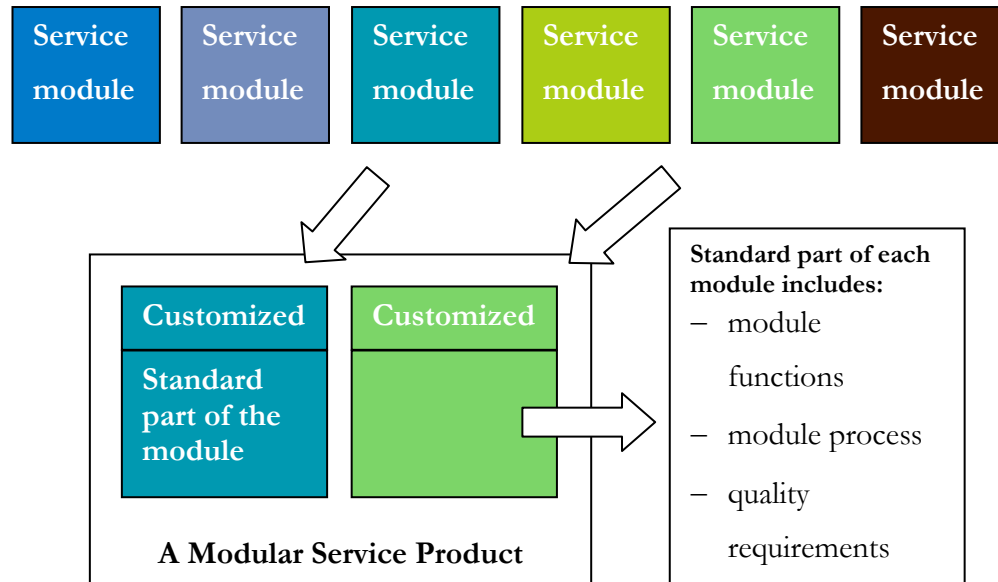 Service
module
Service
module
Service
module
Service
module
Service
module
Service
module
Customized
Standard
part of the
module
Customized
A Modular Service Product
Standard part of each
module includes:
– module
functions
– module process
– quality
requirements